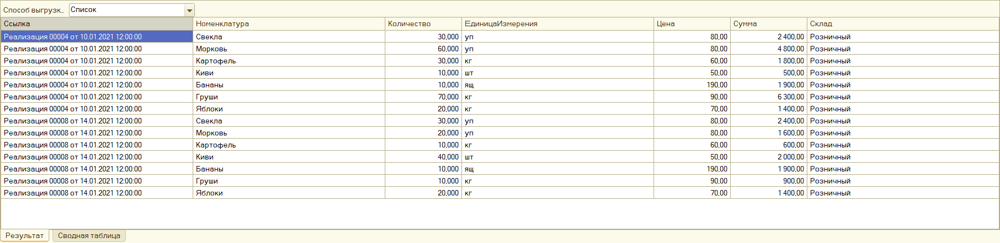 Способ выгрузк... Список
Ссылка Номенклатура Количество ЕдиницаИзмерения Цена Сумма Склад
Реализация 00004 от 10.01.2021 12:00:00 Свекла 30,000 уп 80,00 2 400,00 Розничный
Реализация 00004 от 10.01.2021 12:00:00 Морковь 60,000 уп 80,00 4 800,00 Розничный
Реализация 00004 от 10.01.2021 12:00:00 Картофель 30,000 кг 60,00 1 800,00 Розничный
Реализация 00004 от 10.01.2021 12:00:00 Киви 10,000 шт 50,00 500,00 Розничный
Реализация 00004 от 10.01.2021 12:00:00 Бананы 10,000 ящ 190,00 1 900,00 Розничный
Реализация 00004 от 10.01.2021 12:00:00 Груши 70,000 кг 90,00 6 300,00 Розничный
Реализация 00004 от 10.01.2021 12:00:00 Яблоки 20,000 кг 70,00 1 400,00 Розничный
Реализация 00008 от 14.01.2021 12:00:00 Свекла 30,000 уп 80,00 2 400,00 Розничный
Реализация 00008 от 14.01.2021 12:00:00 Морковь 20,000 уп 80,00 1 600,00 Розничный
Реализация 00008 от 14.01.2021 12:00:00 Картофель 10,000 кг 60,00 600,00 Розничный
Реализация 00008 от 14.01.2021 12:00:00 Киви 40,000 шт 50,00 2 000,00 Розничный
Реализация 00008 от 14.01.2021 12:00:00 Бананы 10,000 ящ 190,00 1 900,00 Розничный
Реализация 00008 от 14.01.2021 12:00:00 Груши 10,000 кг 90,00 900,00 Розничный
Реализация 00008 от 14.01.2021 12:00:00 Яблоки 20,000 кг 70,00 1 400,00 Розничный
Результат Сводная таблица